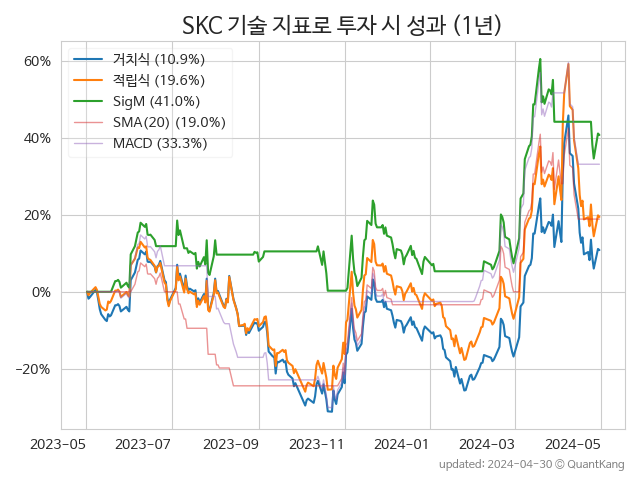 SKC 기술 지표로 투자 시 성과 (1년)
거치식 (10.9%)
적립식 (19.6%)
SigM (41.0%)
SMA(20) (19.0%)
MACD (33.3%)
60%
40%
20%
0%
−20%
2023-05 2023-07 2023-09 2023-11 2024-01 2024-03 2024-05
updated: 2024-04-30 © QuantKang